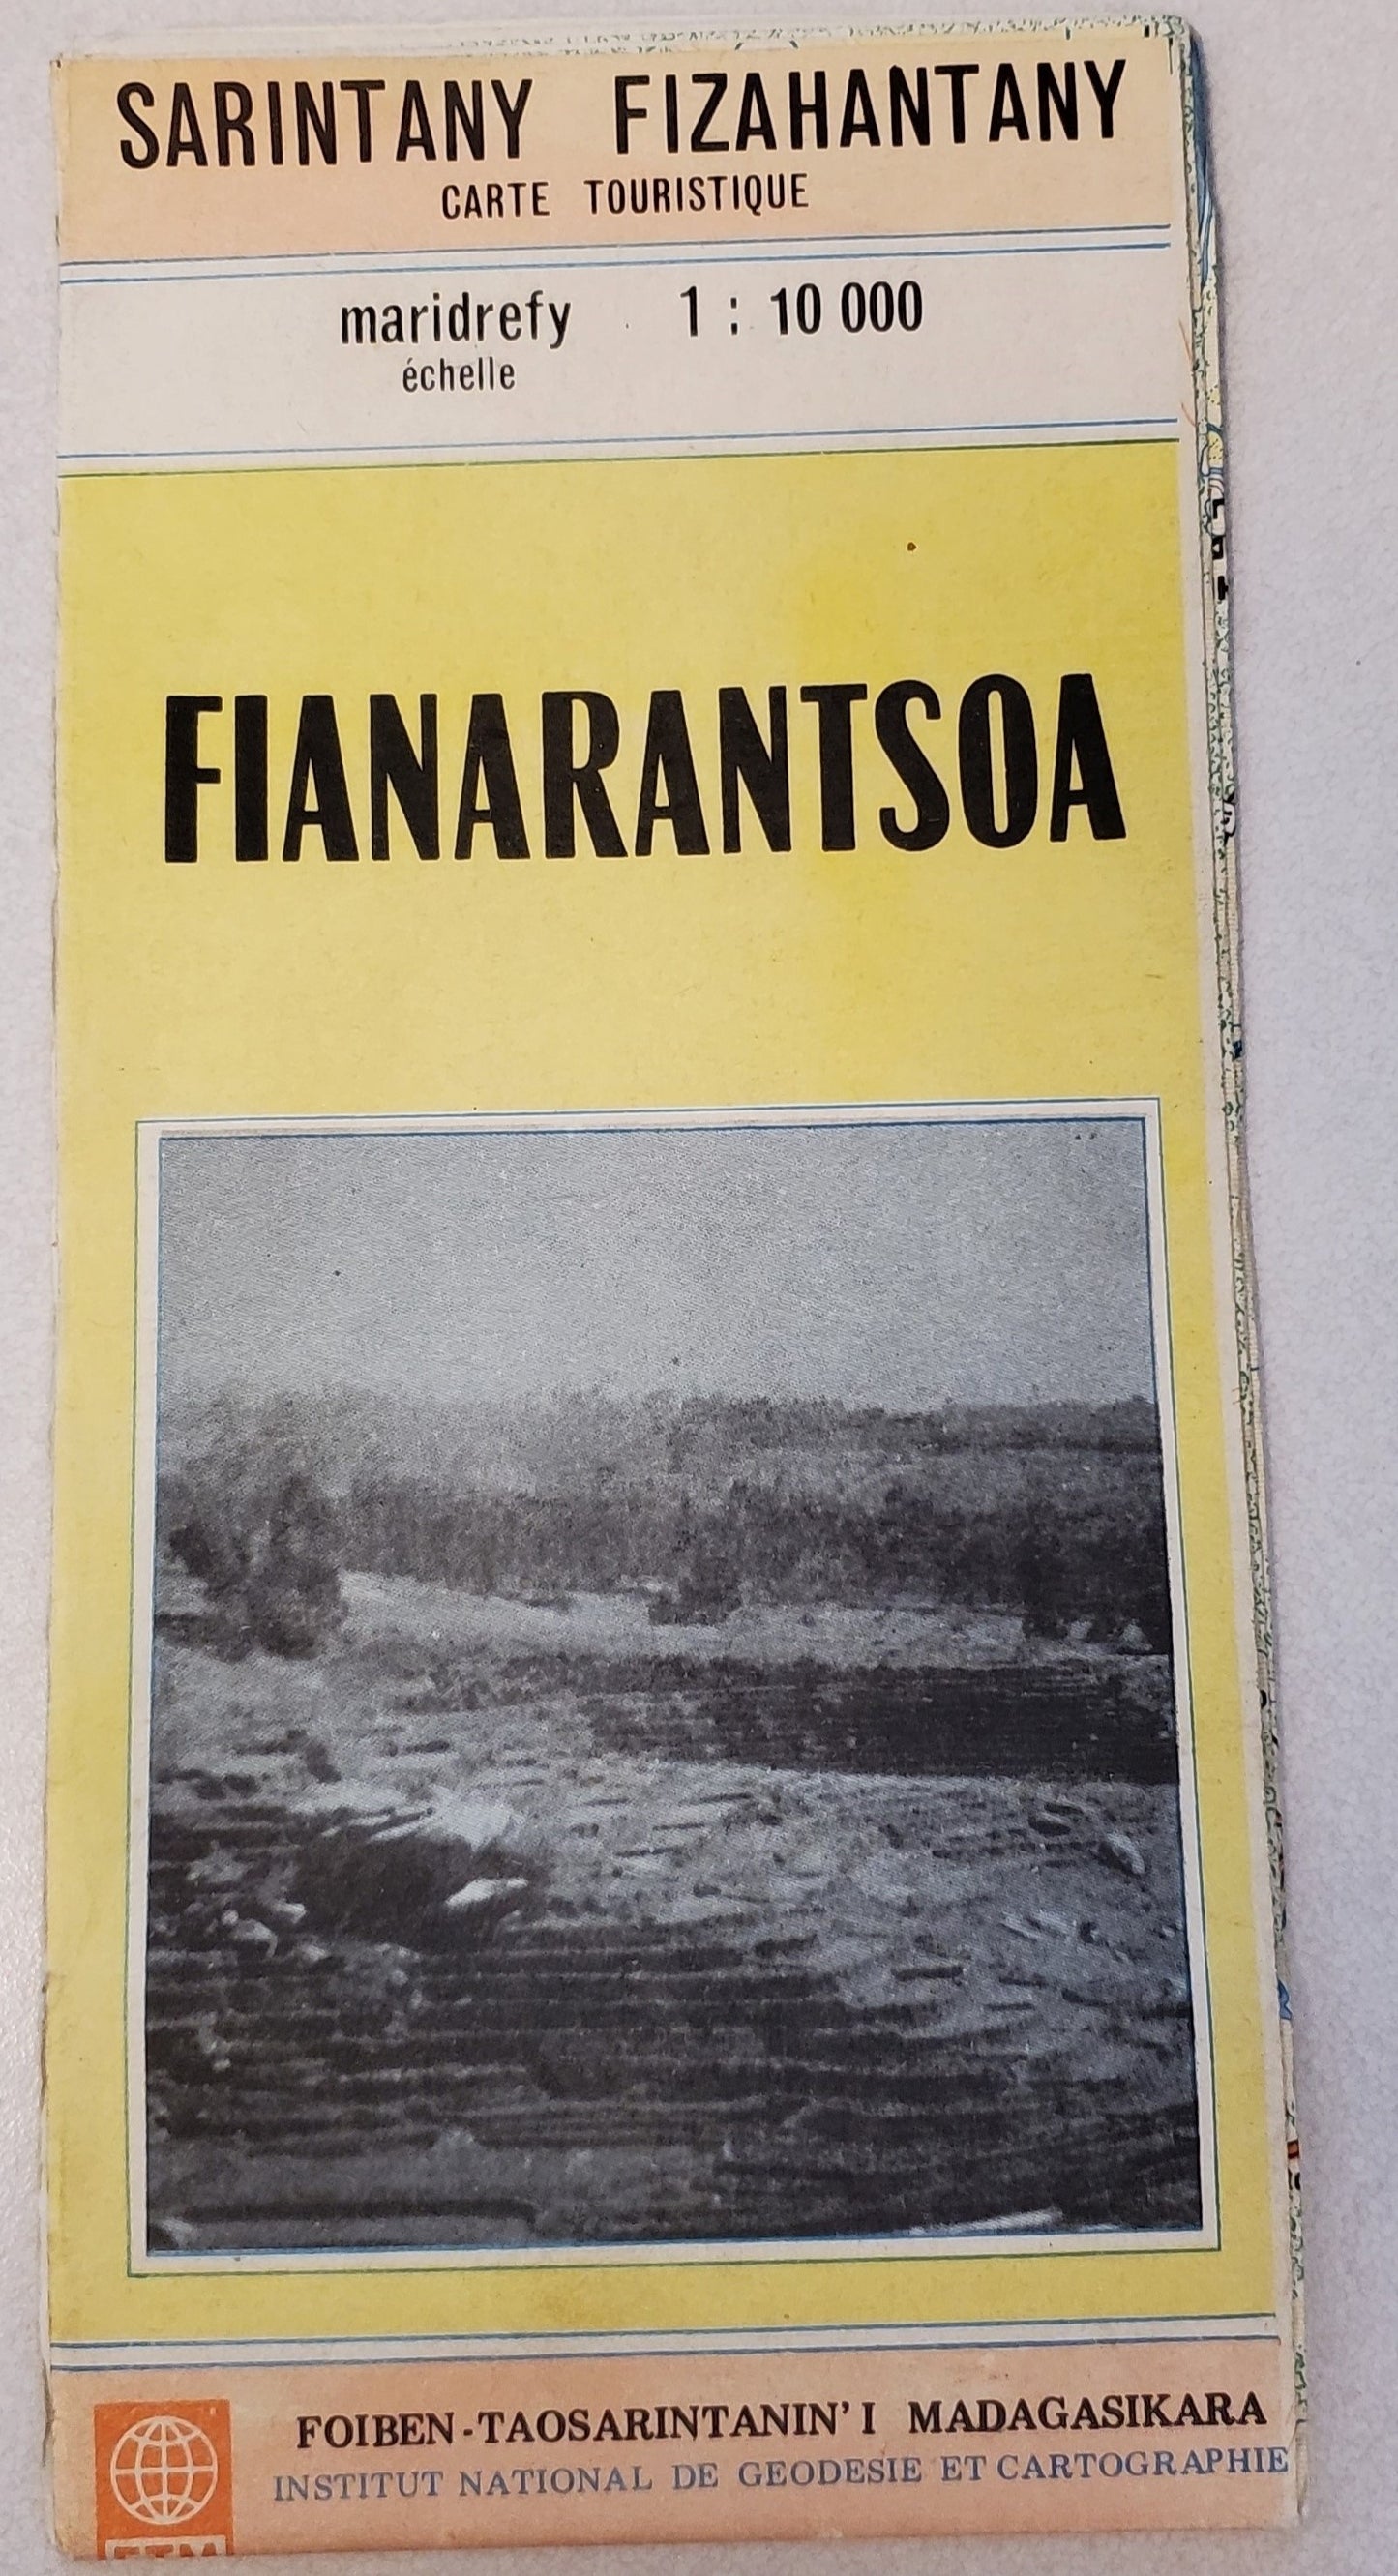 SARINTANY FIZAHANTANY
CARTE TOURISTIQUE
maridrefy 1 : 10 000
échelle
FIANARANTSOA
FOIBEN-TAOSARINTANIN' I MADAGASIKARA
INSTITUT NATIONAL DE GEODESIE ET CARTOGRAPHIE
FTM